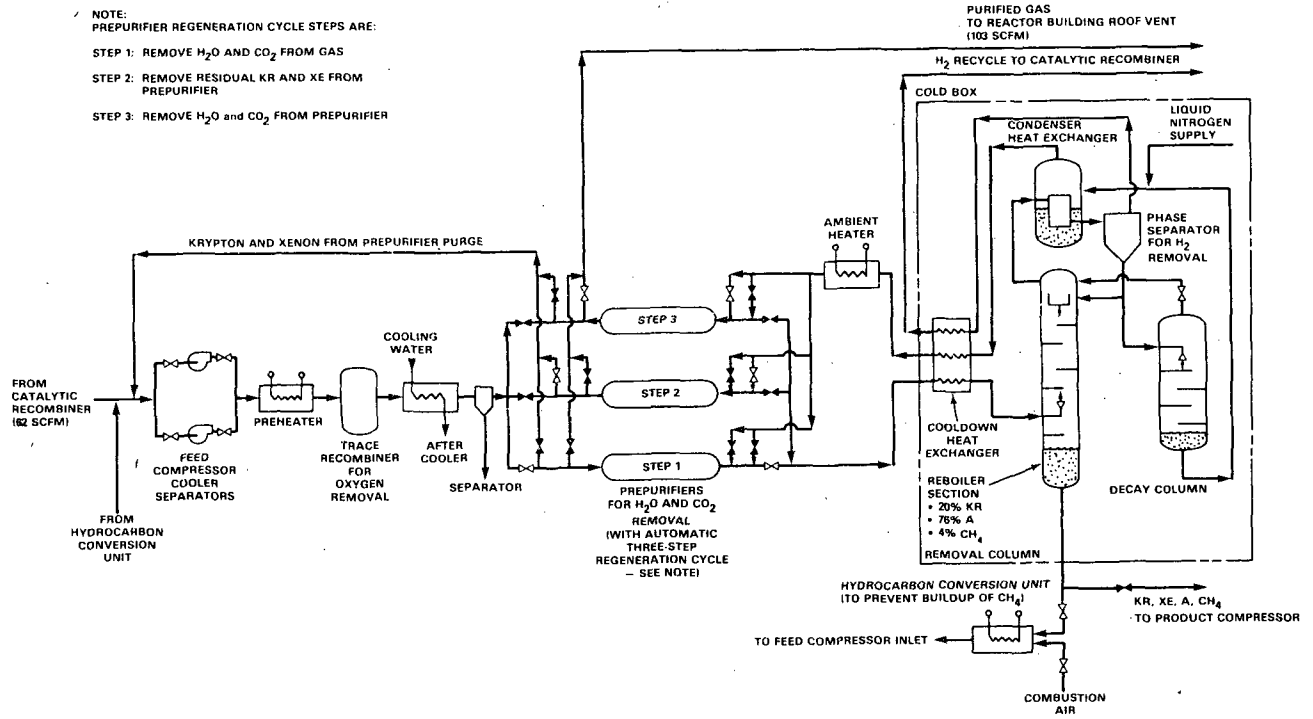 NOTE:
PREPURIFIER REGENERATION CYCLE STEPS ARE:
STEP 1: REMOVE H2O AND CO2 FROM GAS
STEP 2: REMOVE RESIDUAL KR AND XE FROM
PREPURIFIER
STEP 3: REMOVE H2O and CO2 FROM PREPURIFIER
PURIFIED GAS
TO REACTOR BUILDING ROOF VENT
(103 SCFM)
H2 RECYCLE TO CATALYTIC RECOMBINER
COLD BOX
CONDENSER
HEAT EXCHANGER
LIQUID
NITROGEN
SUPPLY
PHASE
SEPARATOR
FOR H2
REMOVAL
AMBIENT
HEATER
KRYPTON AND XENON FROM PREPURIFIER PURGE
STEP 3
STEP 2
STEP 1
COOLING
WATER
FROM
CATALYTIC
RECOMBINER
(62 SCFM)
FROM
HYDROCARBON
CONVERSION
UNIT
FEED
COMPRESSOR
COOLER
SEPARATORS
PREHEATER
TRACE
RECOMBINER
FOR
OXYGEN
REMOVAL
AFTER
COOLER
SEPARATOR
PREPURIFIERS
FOR H2O AND CO2
REMOVAL
(WITH AUTOMATIC
THREE-STEP
REGENERATION CYCLE
– SEE NOTE)
COOLDOWN
HEAT
EXCHANGER
REBOILER
SECTION
• 20% KR
• 76% A
• 4% CH4
REMOVAL COLUMN
DECAY COLUMN
HYDROCARBON CONVERSION UNIT
(TO PREVENT BUILDUP OF CH4)
KR, XE, A, CH4
TO PRODUCT COMPRESSOR
TO FEED COMPRESSOR INLET
COMBUSTION
AIR